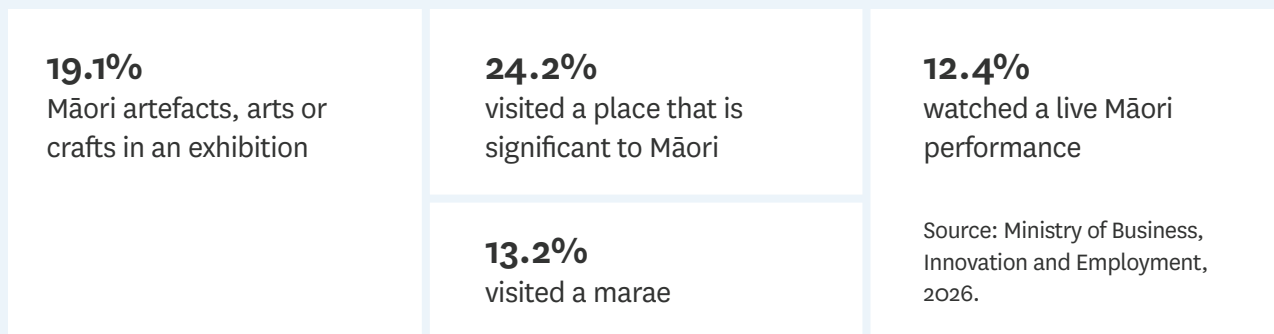 19.1%
Māori artefacts, arts or
crafts in an exhibition
24.2%
visited a place that is
significant to Māori
13.2%
visited a marae
12.4%
watched a live Māori
performance
Source: Ministry of Business,
Innovation and Employment,
2026.